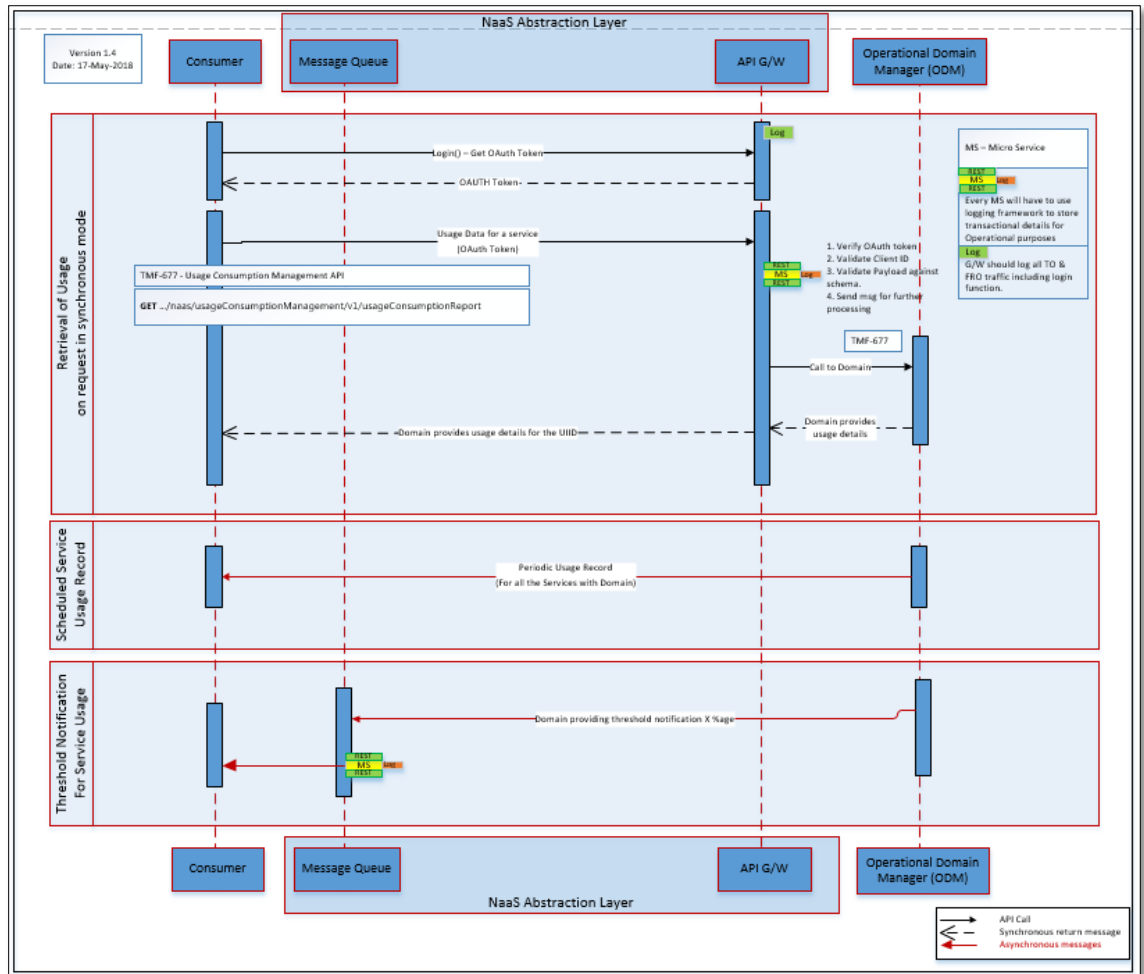 NaaS Abstraction Layer
Version 1.4
Date: 17-May-2018
Consumer
Message Queue
API G/W
Operational Domain
Manager (ODM)
Retrieval of Usage
on request in synchronous mode
Log
Login() – Get OAuth Token
OAUTH Token
MS – Micro Service
REST
MS
Log
REST
Every MS will have to use
logging framework to store
transactional details for
Operational purposes
Log
G/W should log all TO &
FRO traffic including login
function.
Usage Data for a service
(OAuth Token)
TMF-677 - Usage Consumption Management API
GET .../naas/usageConsumptionManagement/v1/usageConsumptionReport
REST
MS
Log
REST
1. Verify OAuth token
2. Validate Client ID
3. Validate Payload against
schema.
4. Send msg for further
processing
TMF-677
Call to Domain
Domain provides
usage details
Domain provides usage details for the UIID
Scheduled Service
Usage Record
Periodic Usage Record
(For all the Services with Domain)
Threshold Notification
For Service Usage
Domain providing threshold notification X %age
REST
MS
Log
REST
Consumer
Message Queue
API G/W
Operational Domain
Manager (ODM)
NaaS Abstraction Layer
API Call
Synchronous return message
Asynchronous messages